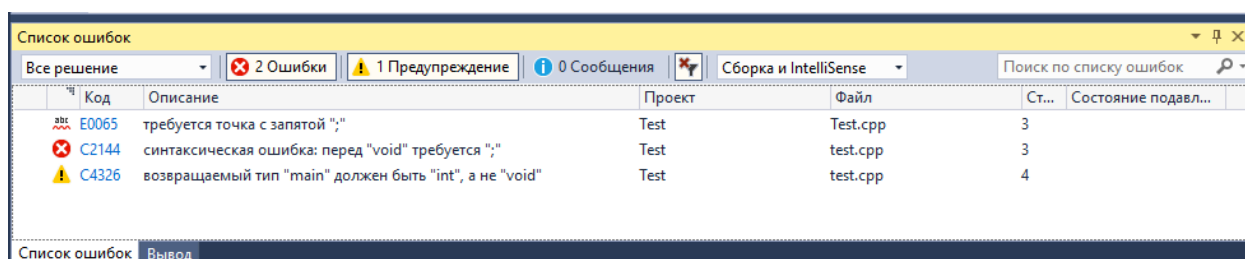 Список ошибок
Все решение 2 Ошибки 1 Предупреждение 0 Сообщения Сборка и IntelliSense Поиск по списку ошибок
Код Описание Проект Файл Ст... Состояние подавл...
abc E0065 требуется точка с запятой ";" Test Test.cpp 3
C2144 синтаксическая ошибка: перед "void" требуется ";" Test test.cpp 3
C4326 возвращаемый тип "main" должен быть "int", а не "void" Test test.cpp 4
Список ошибок Вывод